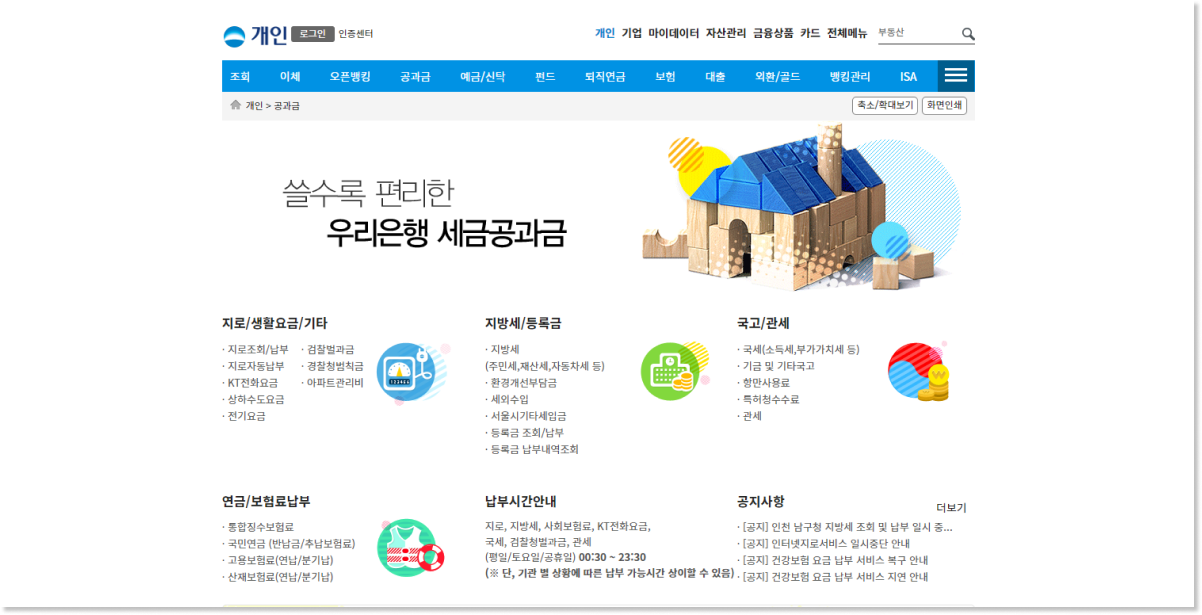 개인 로그인 인증센터 개인 기업 마이데이터 자산관리 금융상품 카드 전체메뉴 부동산
조회 이체 오픈뱅킹 공과금 예금/신탁 펀드 퇴직연금 보험 대출 외환/골드 뱅킹관리 ISA
개인 > 공과금 축소/확대보기 화면인쇄
쓸수록 편리한
우리은행 세금공과금
지로/생활요금/기타
· 지로조회/납부 · 검찰벌과금
· 지로자동납부 · 경찰청범칙금
· KT전화요금 · 아파트관리비
· 상하수도요금
· 전기요금
지방세/등록금
· 지방세
(주민세,재산세,자동차세 등)
· 환경개선부담금
· 세외수입
· 서울시기타세입금
· 등록금 조회/납부
· 등록금 납부내역조회
국고/관세
· 국세(소득세,부가가치세 등)
· 기금 및 기타국고
· 항만사용료
· 특허청수수료
· 관세
연금/보험료납부
· 통합징수보험료
· 국민연금 (반납금/추납보험료)
· 고용보험료(연납/분기납)
· 산재보험료(연납/분기납)
납부시간안내
지로, 지방세, 사회보험료, KT전화요금,
국세, 검찰청벌과금, 관세
(평일/토요일/공휴일) 00:30 ~ 23:30
(※ 단, 기관 별 상황에 따른 납부 가능시간 상이할 수 있음)
공지사항 더보기
· [공지] 인천 남구청 지방세 조회 및 납부 일시 중...
· [공지] 인터넷지로서비스 일시중단 안내
· [공지] 건강보험 요금 납부 서비스 복구 안내
· [공지] 건강보험 요금 납부 서비스 지연 안내